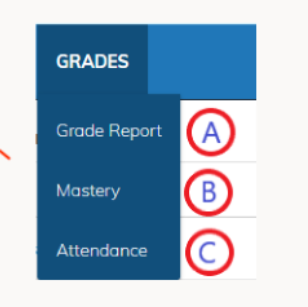 GRADES
Grade Report A
Mastery B
Attendance C